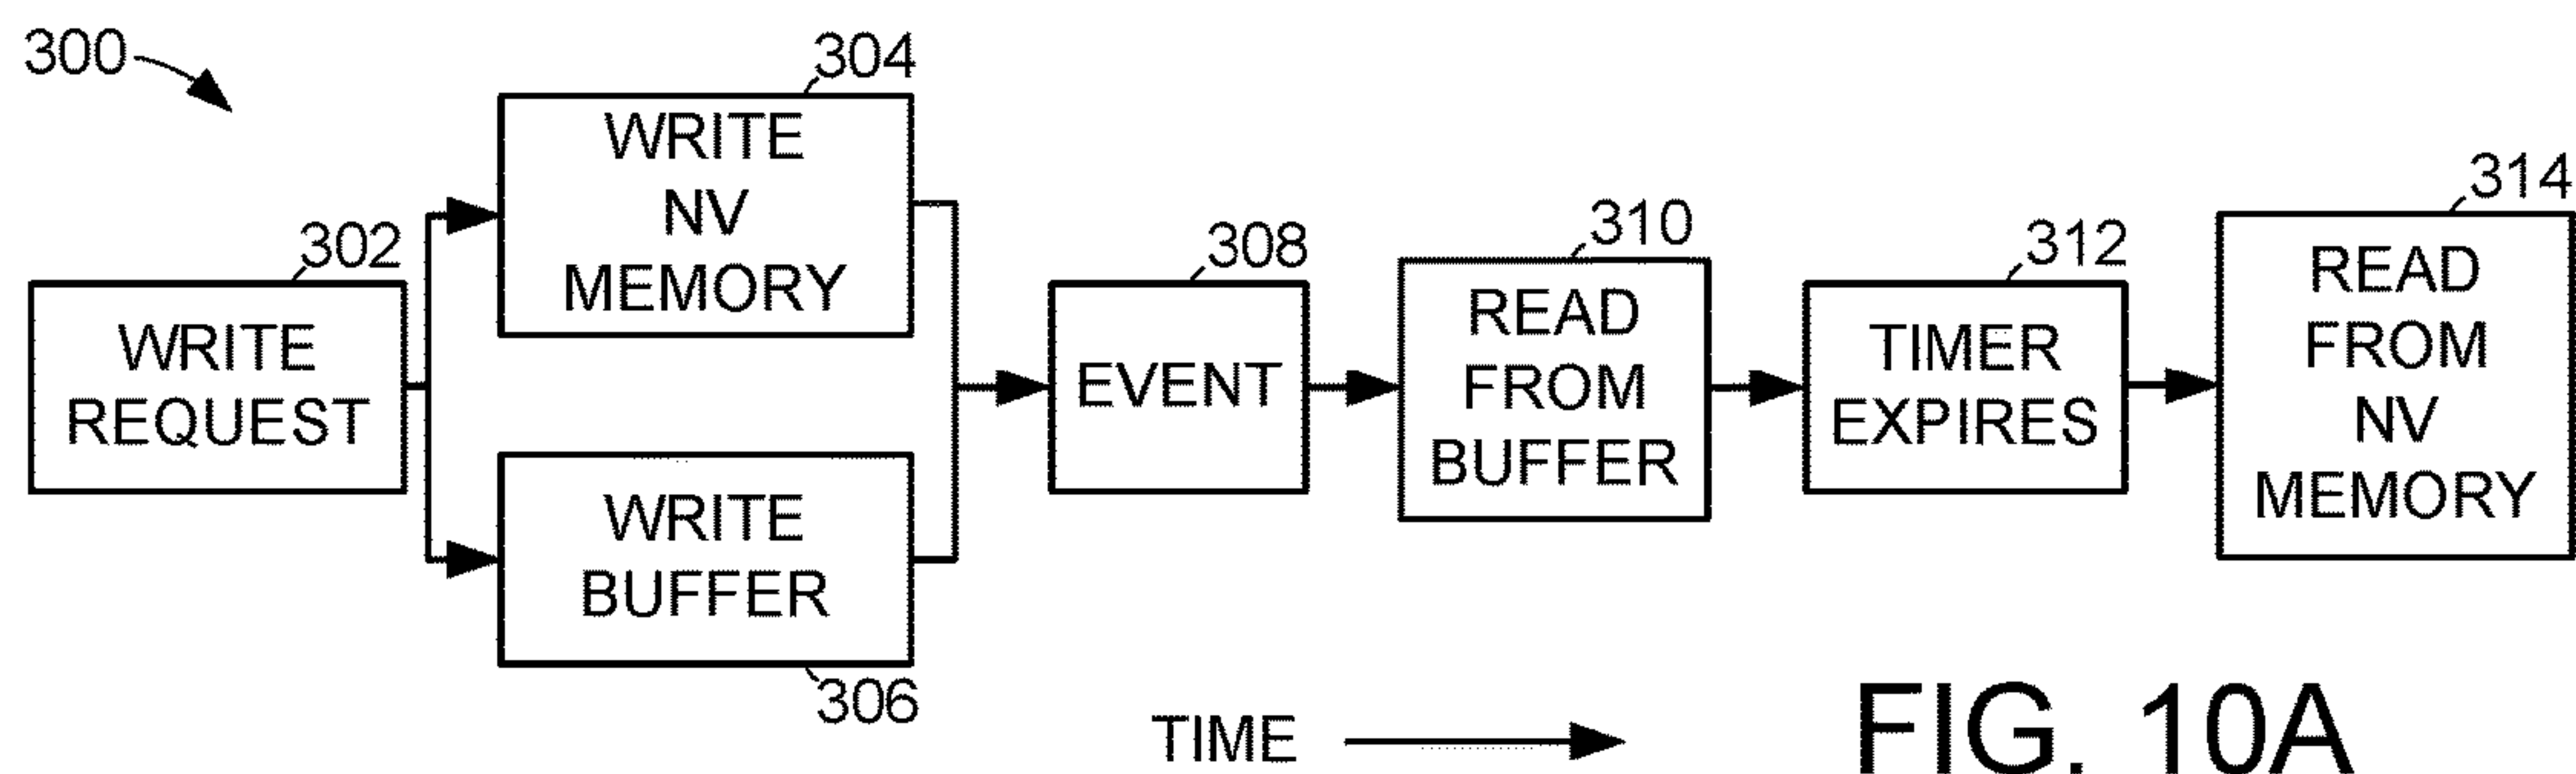 300
302
WRITE
REQUEST
304
WRITE
NV
MEMORY
WRITE
BUFFER
306
308
EVENT
310
READ
FROM
BUFFER
312
TIMER
EXPIRES
314
READ
FROM
NV
MEMORY
TIME
FIG. 10A